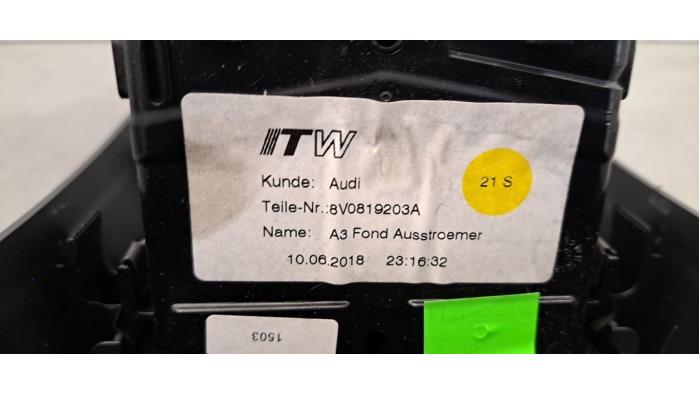 ITW
Kunde: Audi
21 S
Teile-Nr.:8V0819203A
Name: A3 Fond Ausstroemer
10.06.2018 23:16:32
1503